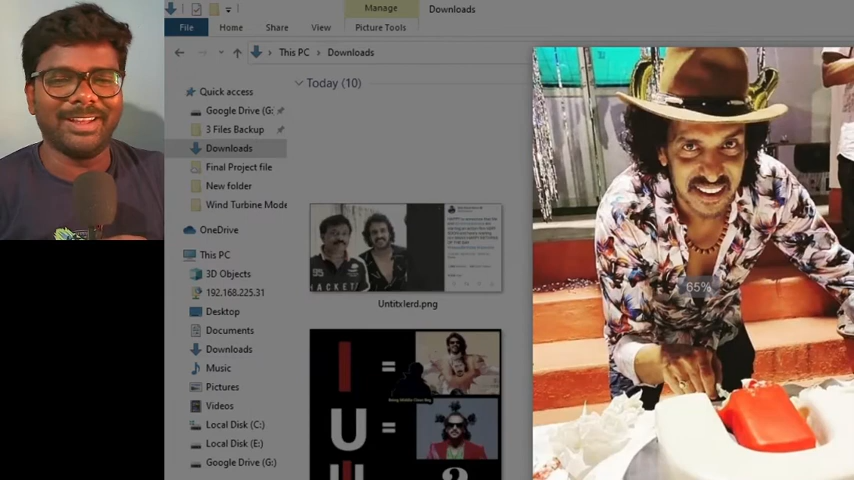 Manage
Downloads
File
Home
Share
View
Picture Tools
This PC
Downloads
Quick access
Google Drive (G:
3 Files Backup
Downloads
Final Project file
New folder
Wind Turbine Mode
OneDrive
This PC
3D Objects
192.168.225.31
Desktop
Documents
Downloads
Music
Pictures
Videos
Local Disk (C:)
Local Disk (E:)
Google Drive (G:)
Today (10)
95
HACKET
Untitxlerd.png
I =
U =
?
65%